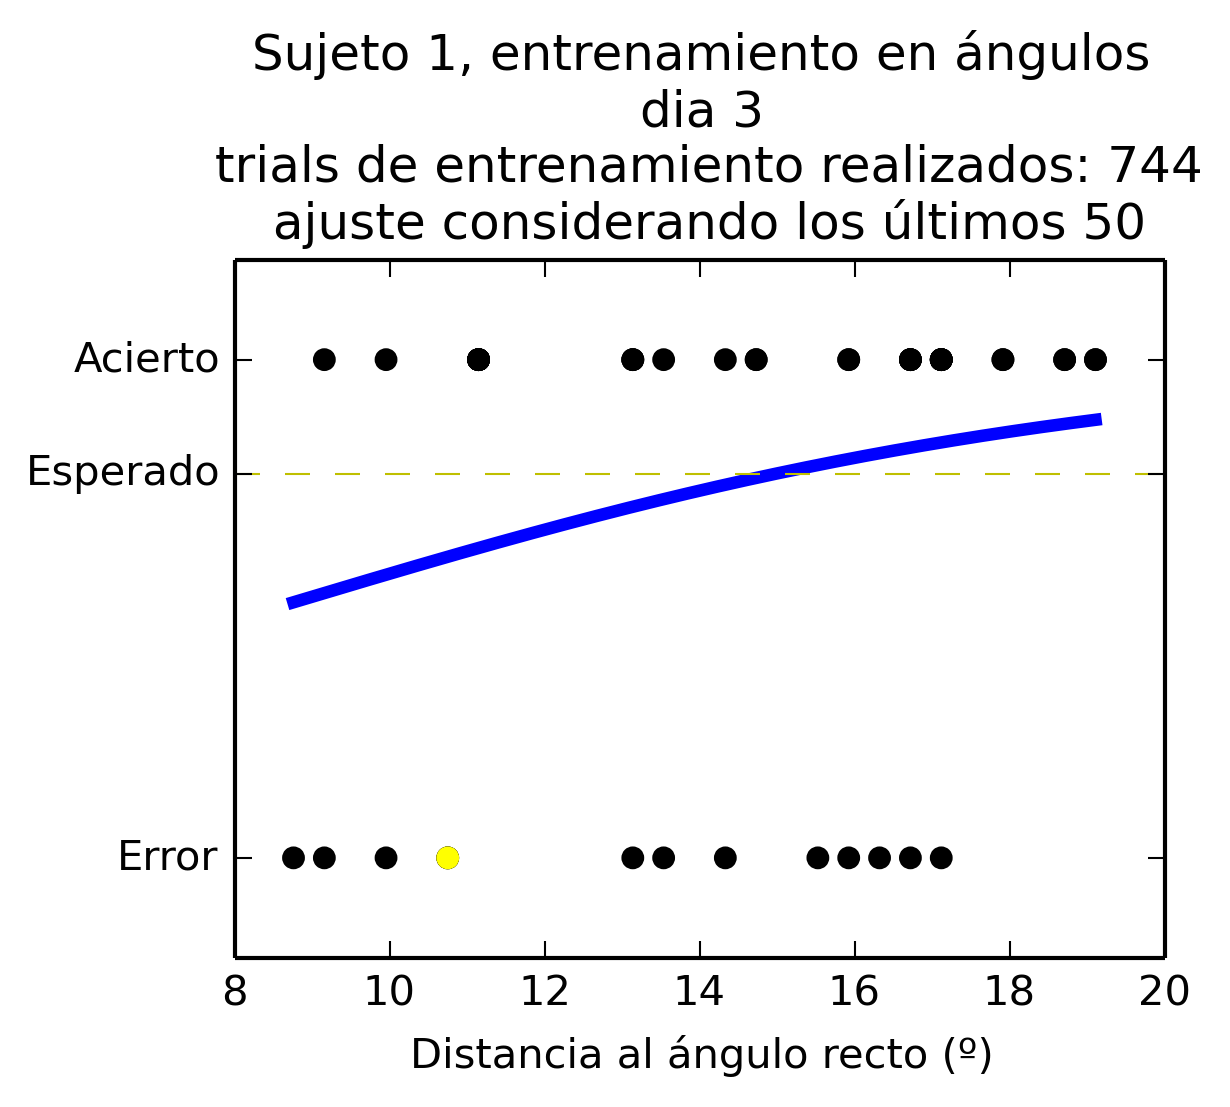 Sujeto 1, entrenamiento en ángulos
dia 3
trials de entrenamiento realizados: 744
ajuste considerando los últimos 50
Acierto
Esperado
Error
8 10 12 14 16 18 20
Distancia al ángulo recto (º)